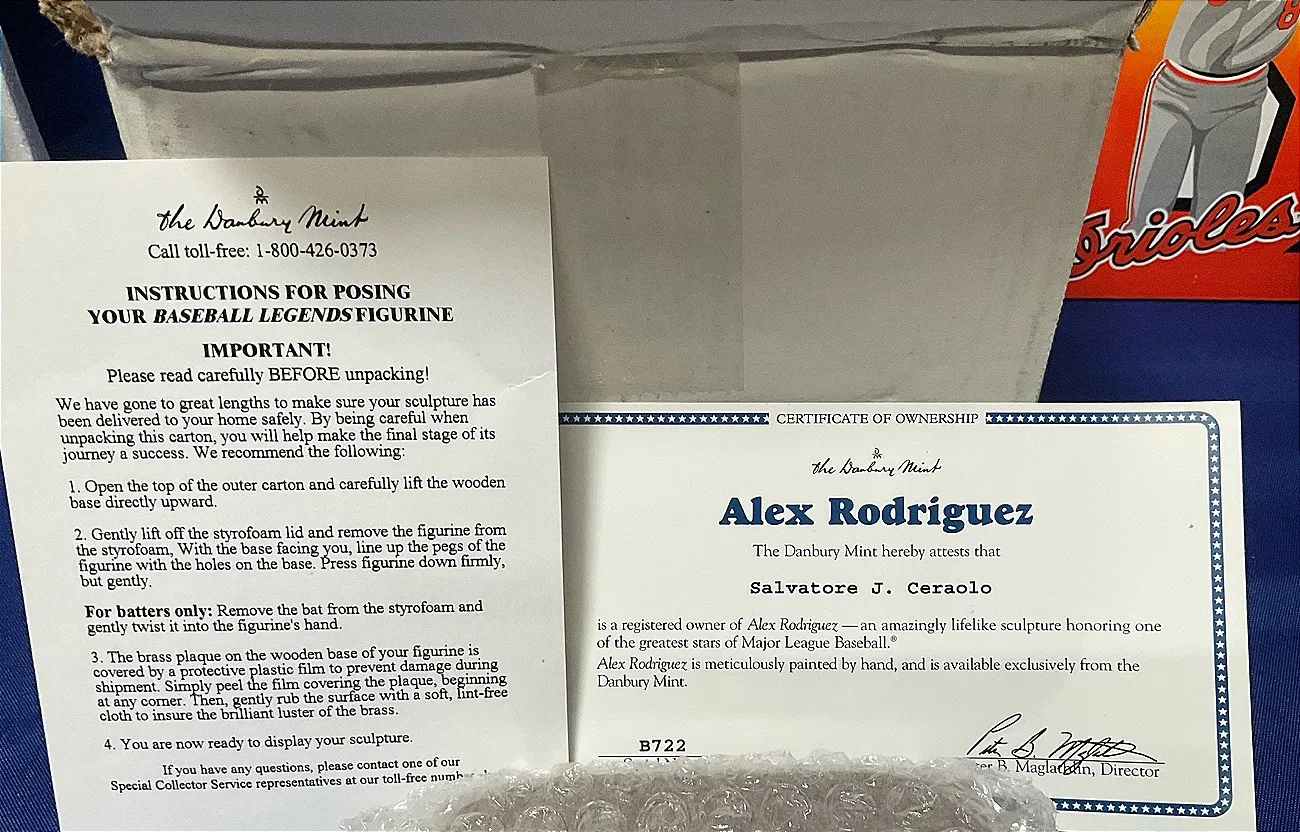 The Danbury Mint
Call toll-free: 1-800-426-0373
INSTRUCTIONS FOR POSING
YOUR BASEBALL LEGENDS FIGURINE
IMPORTANT!
Please read carefully BEFORE unpacking!
We have gone to great lengths to make sure your sculpture has
been delivered to your home safely. By being careful when
unpacking this carton, you will help make the final stage of its
journey a success. We recommend the following:
1. Open the top of the outer carton and carefully lift the wooden
base directly upward.
2. Gently lift off the styrofoam lid and remove the figurine from
the styrofoam, With the base facing you, line up the pegs of the
figurine with the holes on the base. Press figurine down firmly,
but gently.
For batters only: Remove the bat from the styrofoam and
gently twist it into the figurine's hand.
3. The brass plaque on the wooden base of your figurine is
covered by a protective plastic film to prevent damage during
shipment. Simply peel the film covering the plaque, beginning
at any corner. Then, gently rub the surface with a soft, lint-free
cloth to insure the brilliant luster of the brass.
4. You are now ready to display your sculpture.
If you have any questions, please contact one of our
Special Collector Service representatives at our toll-free
CERTIFICATE OF OWNERSHIP
The Danbury Mint
Alex Rodriguez
The Danbury Mint hereby attests that
Salvatore J. Ceraolo
is a registered owner of Alex Rodriguez — an amazingly lifelike sculpture honoring one
of the greatest stars of Major League Baseball.®
Alex Rodriguez is meticulously painted by hand, and is available exclusively from the
Danbury Mint.
B722
B. Maglathlin, Director
Orioles
8